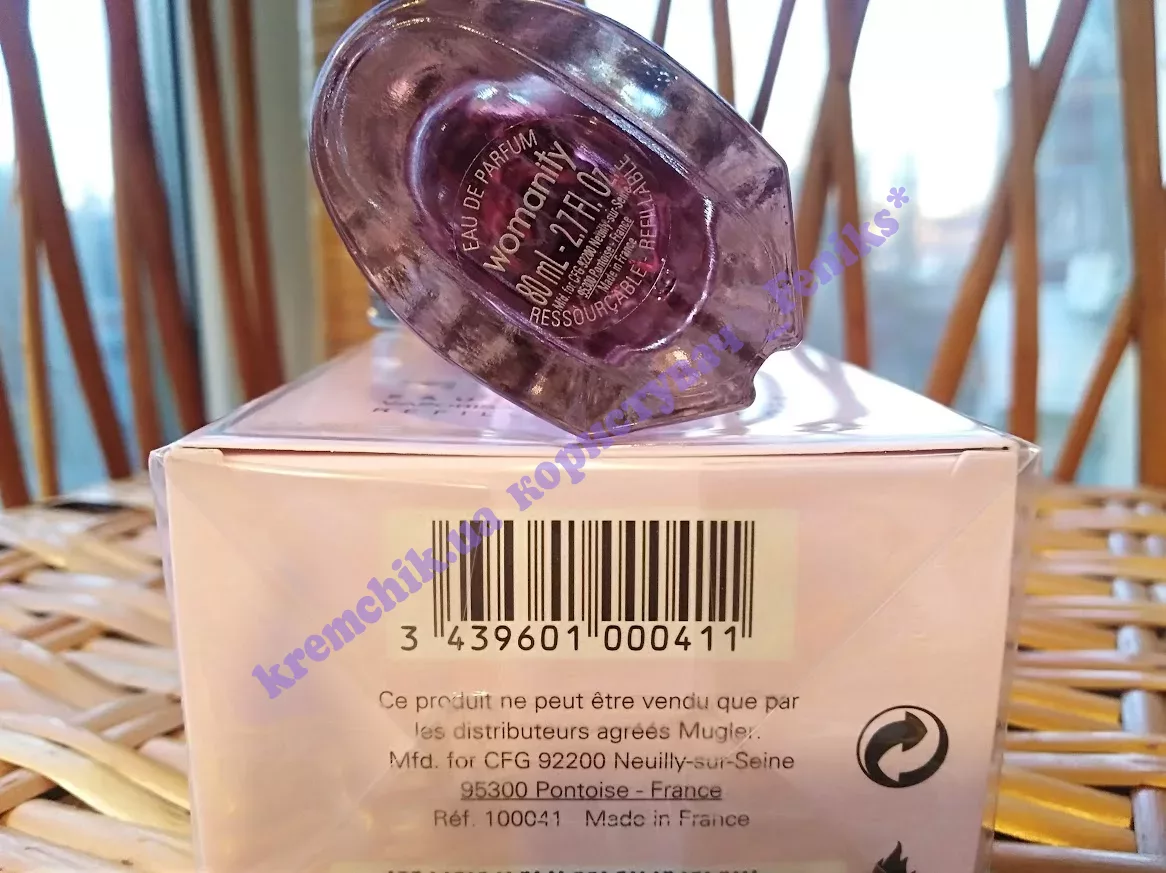 EAU DE PARFUM
womanity
80 mL - 2.7 Fl. Oz
Mfd. for CFG 92200 Neuilly-sur-Seine
95300 Pontoise - France
Made in France
RESSOURÇABLE / REFILLABLE
EAU
kremchik.ua користувач *Feniks*
3 439601 000411
Ce produit ne peut être vendu que par
les distributeurs agréés Mugler.
Mfd. for CFG 92200 Neuilly-sur-Seine
95300 Pontoise - France
Réf. 100041 Made in France